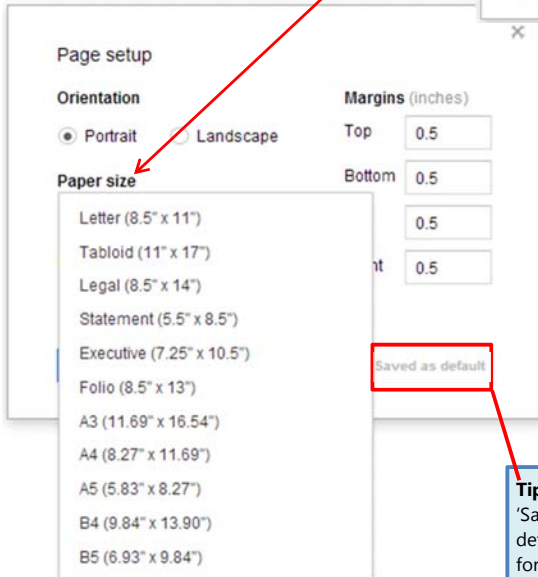 Page setup
Orientation
Portrait
Landscape
Margins (inches)
Top
0.5
Bottom
0.5
0.5
0.5
Paper size
Letter (8.5" x 11")
Tabloid (11" x 17")
Legal (8.5" x 14")
Statement (5.5" x 8.5")
Executive (7.25" x 10.5")
Folio (8.5" x 13")
A3 (11.69" x 16.54")
A4 (8.27" x 11.69")
A5 (5.83" x 8.27")
B4 (9.84" x 13.90")
B5 (6.93" x 9.84")
Saved as default
Tip
'Sa
de
for